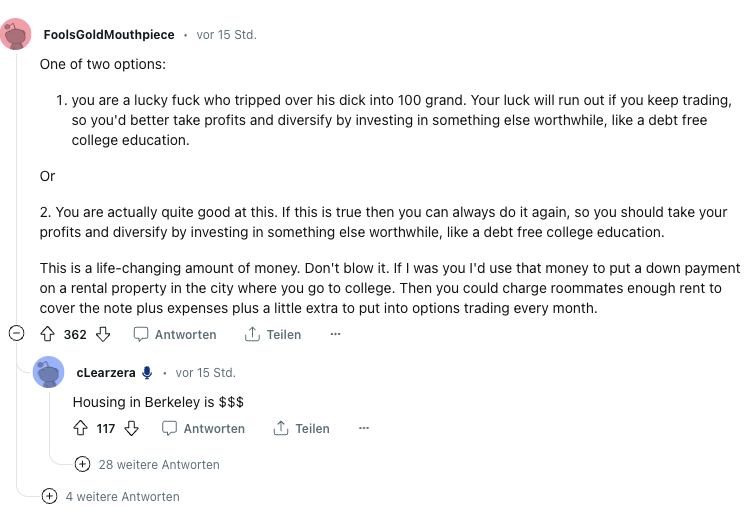 FoolsGoldMouthpiece · vor 15 Std.
One of two options:
1. you are a lucky fuck who tripped over his dick into 100 grand. Your luck will run out if you keep trading,
so you'd better take profits and diversify by investing in something else worthwhile, like a debt free
college education.
Or
2. You are actually quite good at this. If this is true then you can always do it again, so you should take your
profits and diversify by investing in something else worthwhile, like a debt free college education.
This is a life-changing amount of money. Don't blow it. If I was you I'd use that money to put a down payment
on a rental property in the city where you go to college. Then you could charge roommates enough rent to
cover the note plus expenses plus a little extra to put into options trading every month.
362 Antworten Teilen ...
cLearzera · vor 15 Std.
Housing in Berkeley is $$$
117 Antworten Teilen ...
28 weitere Antworten
4 weitere Antworten